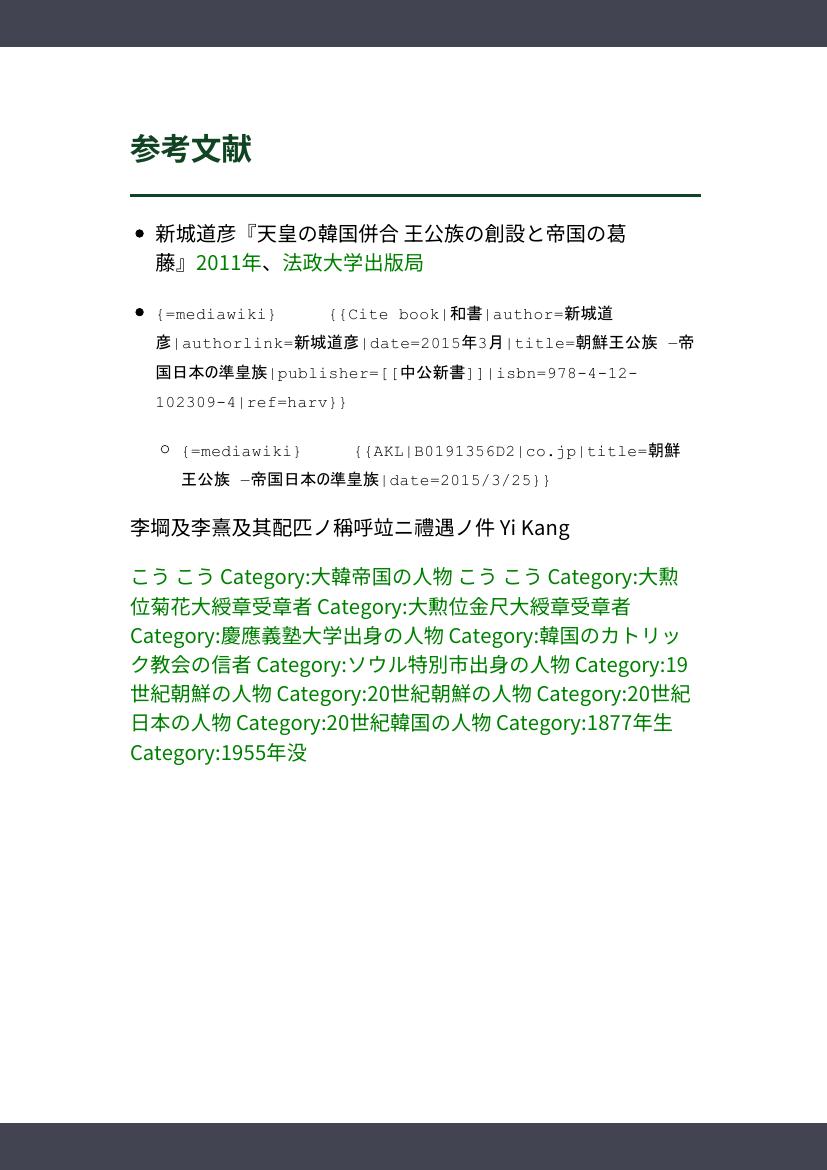 参考文献
新城道彦『天皇の韓国併合 王公族の創設と帝国の葛
藤』2011年、法政大学出版局
{=mediawiki} {{Cite book|和書|author=新城道
彦|authorlink=新城道彦|date=2015年3月|title=朝鮮王公族 —帝
国日本の準皇族|publisher=[[中公新書]]|isbn=978-4-12-
102309-4|ref=harv}}
{=mediawiki} {{AKL|B0191356D2|co.jp|title=朝鮮
王公族 —帝国日本の準皇族|date=2015/3/25}}
李堈及李熹及其配匹ノ稱呼竝ニ禮遇ノ件 Yi Kang
こう こう Category:大韓帝国の人物 こう こう Category:大勲
位菊花大綬章受章者 Category:大勲位金尺大綬章受章者
Category:慶應義塾大学出身の人物 Category:韓国のカトリッ
ク教会の信者 Category:ソウル特別市出身の人物 Category:19
世紀朝鮮の人物 Category:20世紀朝鮮の人物 Category:20世紀
日本の人物 Category:20世紀韓国の人物 Category:1877年生
Category:1955年没